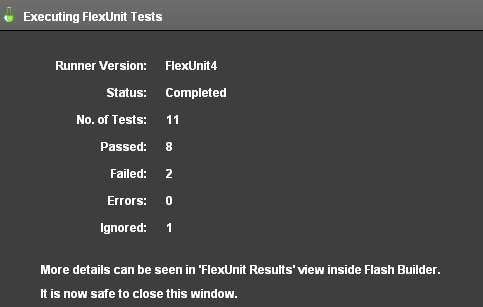 Executing FlexUnit Tests
Runner Version: FlexUnit4
Status: Completed
No. of Tests: 11
Passed: 8
Failed: 2
Errors: 0
Ignored: 1
More details can be seen in 'FlexUnit Results' view inside Flash Builder.
It is now safe to close this window.